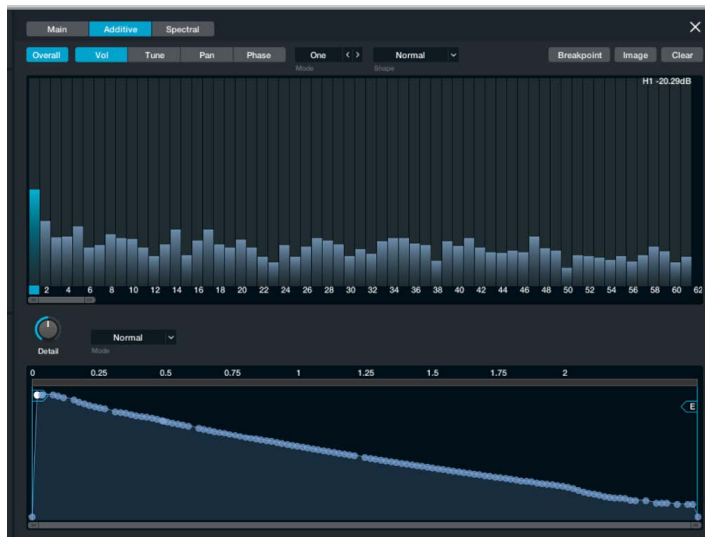 Main Additive Spectral
Overall Vol Tune Pan Phase One Normal Breakpoint Image Clear
Mode Shape
H1 -20.29dB
2 4 6 8 10 12 14 16 18 20 22 24 26 28 30 32 34 36 38 40 42 44 46 48 50 52 54 56 58 60 62
Normal
Detail Mode
0 0.25 0.5 0.75 1 1.25 1.5 1.75 2
E